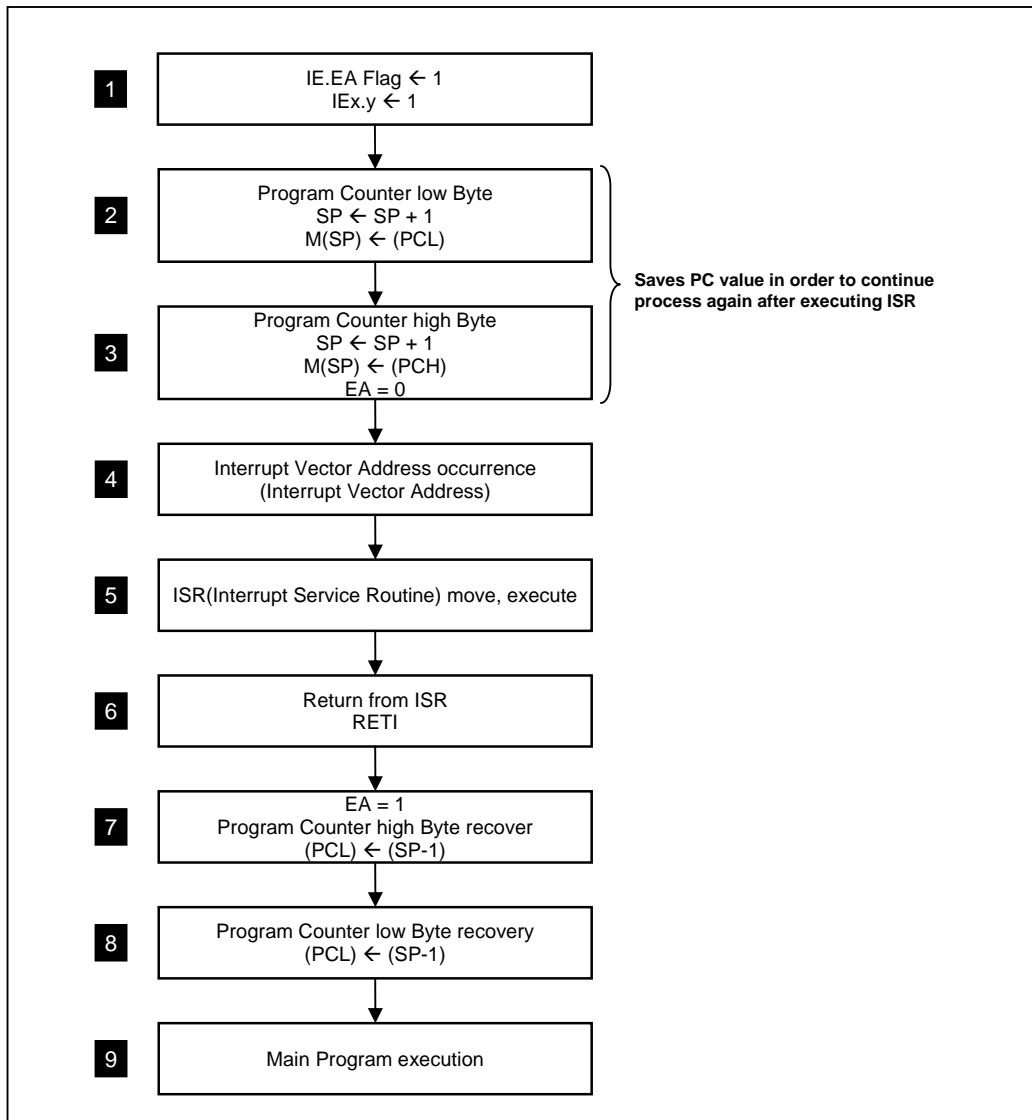 1
IE.EA Flag ← 1
IEx.y ← 1
2
Program Counter low Byte
SP ← SP + 1
M(SP) ← (PCL)
Saves PC value in order to continue
process again after executing ISR
3
Program Counter high Byte
SP ← SP + 1
M(SP) ← (PCH)
EA = 0
4
Interrupt Vector Address occurrence
(Interrupt Vector Address)
5
ISR(Interrupt Service Routine) move, execute
6
Return from ISR
RETI
7
EA = 1
Program Counter high Byte recover
(PCL) ← (SP-1)
8
Program Counter low Byte recovery
(PCL) ← (SP-1)
9
Main Program execution